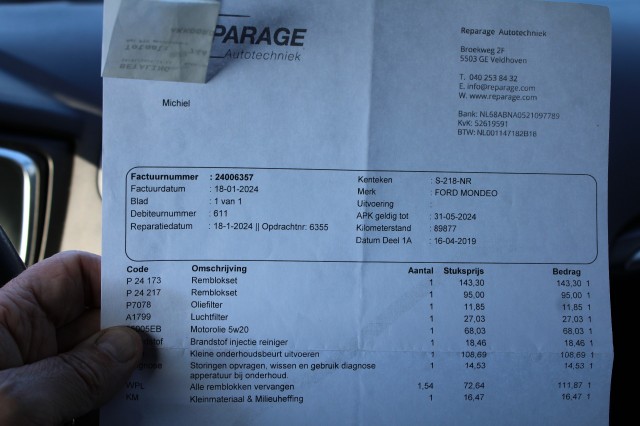 REPARAGE
Autotechniek
Reparage Autotechniek
Broekweg 2F
5503 GE Veldhoven
T. 040 253 84 32
E. info@reparage.com
W. www.reparage.com
Bank: NL68ABNA0521097789
KvK: 52619591
BTW: NL001147182B18
Michiel
Factuurnummer : 24006357
Factuurdatum : 18-01-2024
Blad : 1 van 1
Debiteurnummer : 611
Reparatiedatum : 18-1-2024 || Opdrachtnr: 6355
Kenteken : S-218-NR
Merk : FORD MONDEO
Uitvoering :
APK geldig tot : 31-05-2024
Kilometerstand : 89877
Datum Deel 1A : 16-04-2019
Code Omschrijving Aantal Stuksprijs Bedrag
P 24 173 Remblokset 1 143,30 143,30 1
P 24 217 Remblokset 1 95,00 95,00 1
P7078 Oliefilter 1 11,85 11,85 1
A1799 Luchtfilter 1 27,03 27,03 1
Motorolie 5w20 1 68,03 68,03 1
Brandstof injectie reiniger 1 18,46 18,46 1
Kleine onderhoudsbeurt uitvoeren 1 108,69 108,69 1
Storingen opvragen, wissen en gebruik diagnose 1 14,53 14,53 1
apparatuur bij onderhoud.
WPL Alle remblokken vervangen 1,54 72,64 111,87 1
KM Kleinmateriaal & Milieuheffing 1 16,47 16,47 1